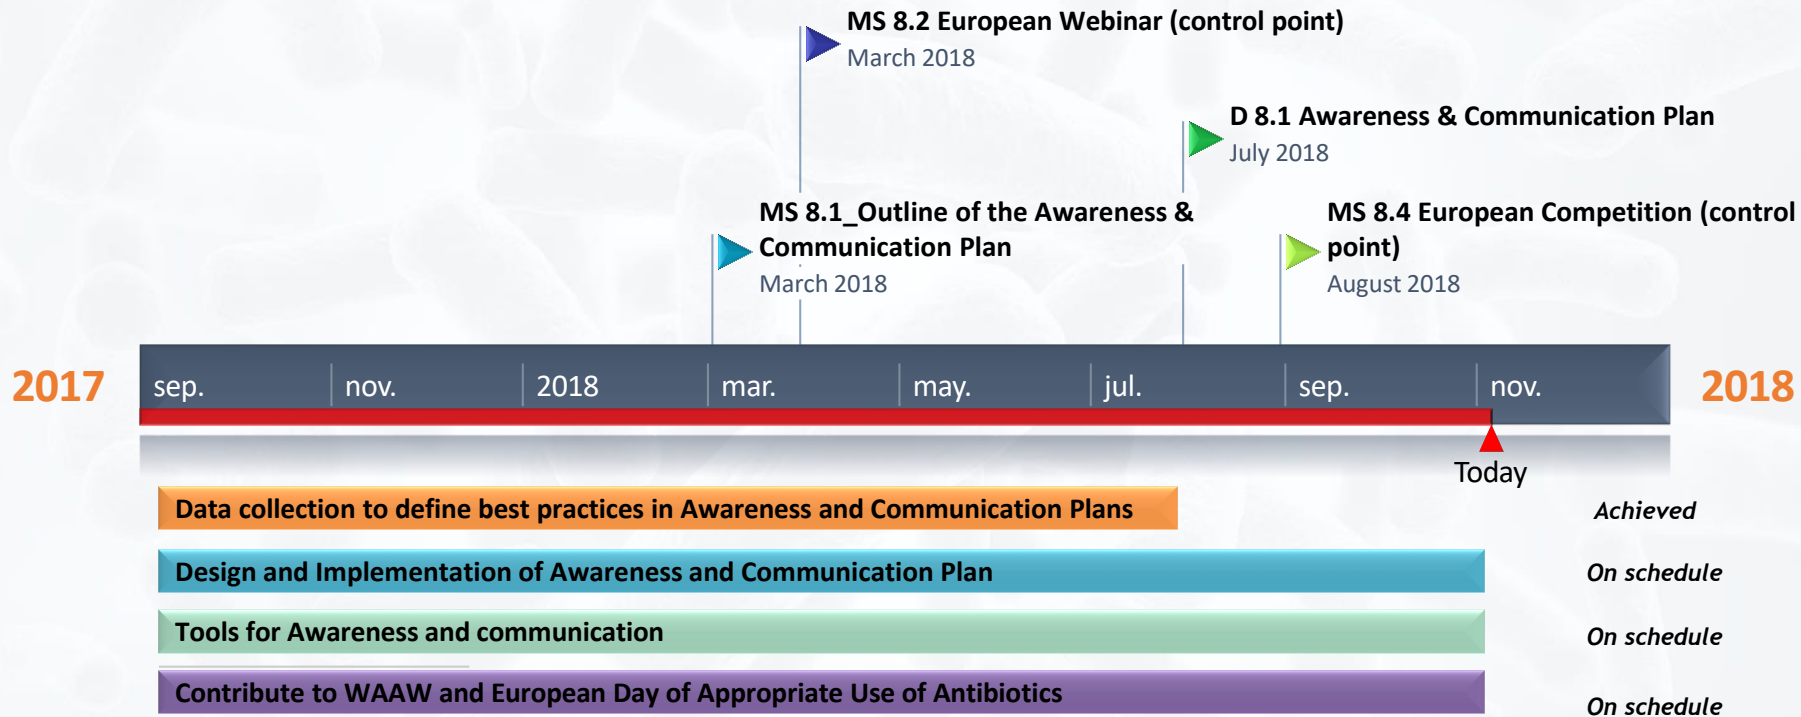 MS 8.2 European Webinar (control point)
March 2018
D 8.1 Awareness & Communication Plan
July 2018
MS 8.1_Outline of the Awareness &
Communication Plan
March 2018
MS 8.4 European Competition (control
point)
August 2018
2017 sep. nov. 2018 mar. may. jul. sep. nov. 2018
Today
Data collection to define best practices in Awareness and Communication Plans Achieved
Design and Implementation of Awareness and Communication Plan On schedule
Tools for Awareness and communication On schedule
Contribute to WAAW and European Day of Appropriate Use of Antibiotics On schedule